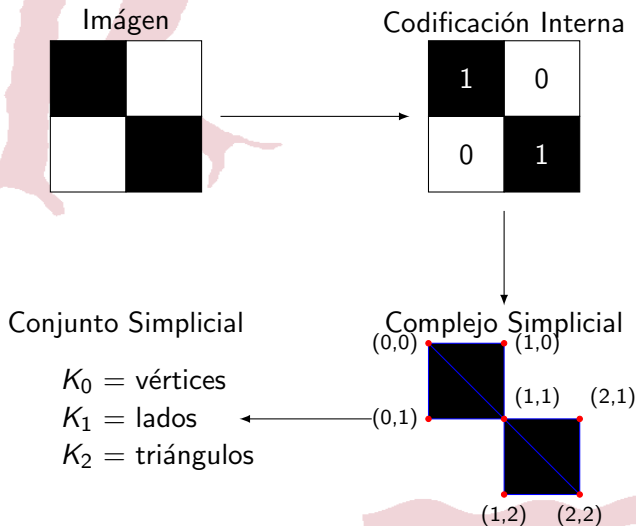 Imágen
Codificación Interna
1 0
0 1
Conjunto Simplicial
Complejo Simplicial
(0,0) (1,0)
K₀ = vértices
(1,1) (2,1)
K₁ = lados
(0,1)
K₂ = triángulos
(1,2) (2,2)